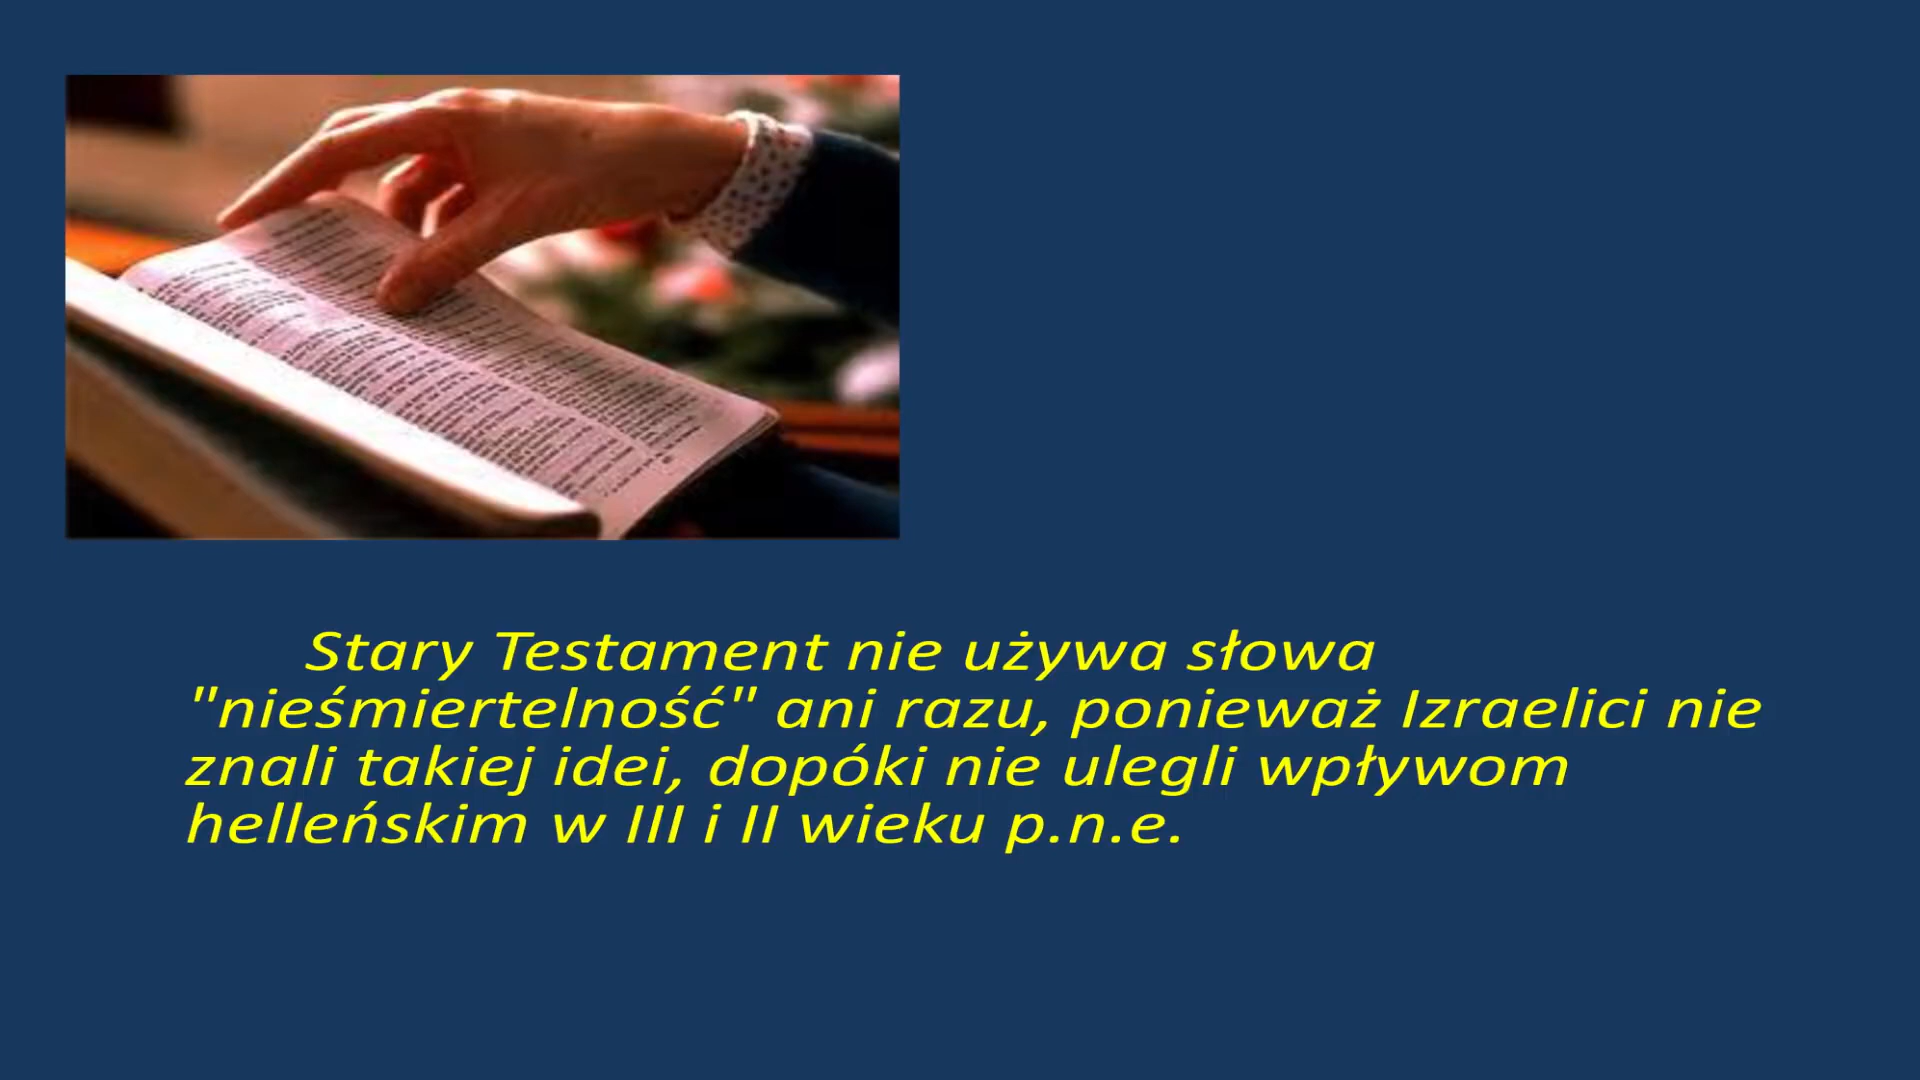 Stary Testament nie używa słowa
"nieśmiertelność" ani razu, ponieważ Izraelici nie
znali takiej idei, dopóki nie ulegli wpływom
helleńskim w III i II wieku p.n.e.